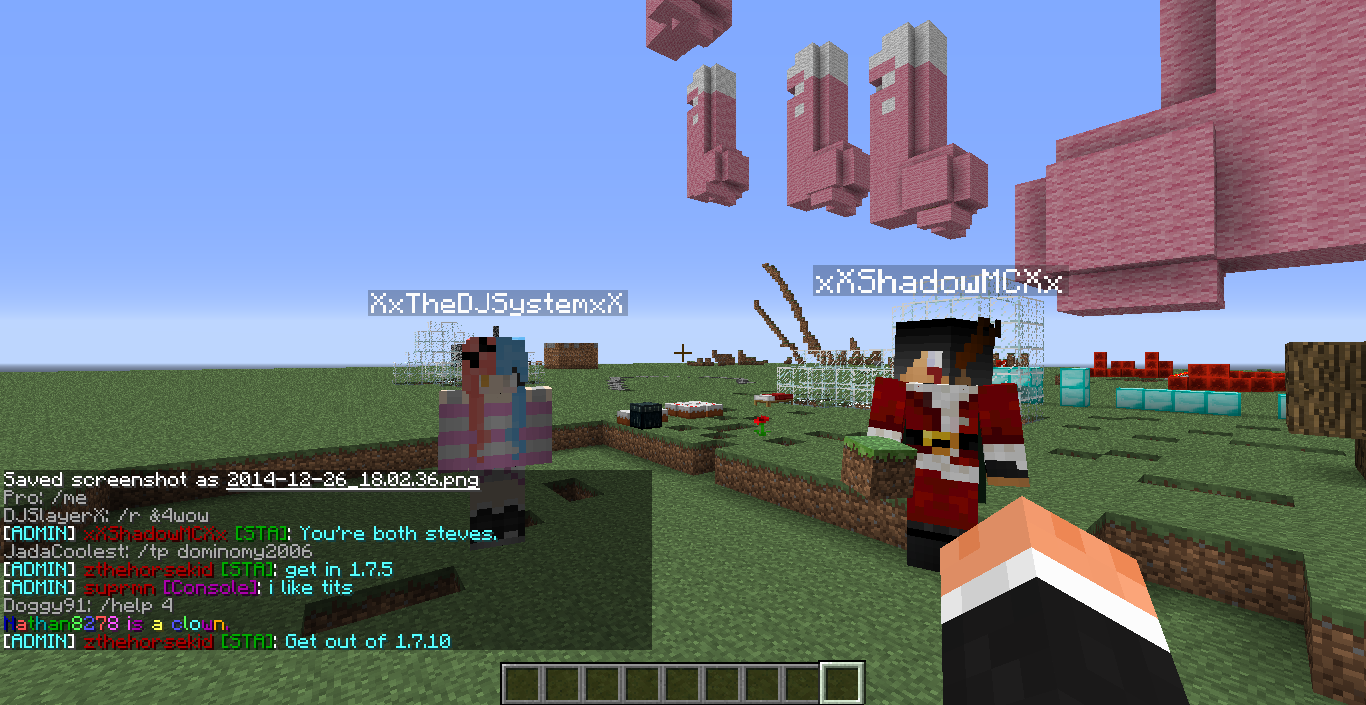 xXShadowMCXx
XxTheDJSystemxX
Saved screenshot as 2014-12-26_18.02.36.png
Pro: /me
DJSlayerX: /r &4wow
[ADMIN] xXShadowMCXx [STA]: You're both steves.
JadaCoolest: /tp dominomy2006
[ADMIN] zthehorsekid [STA]: get in 1.7.5
[ADMIN] suprmn [Console]: i like tits
Doggy91: /help 4
Nathan8278 is a clown.
[ADMIN] zthehorsekid [STA]: Get out of 1.7.10